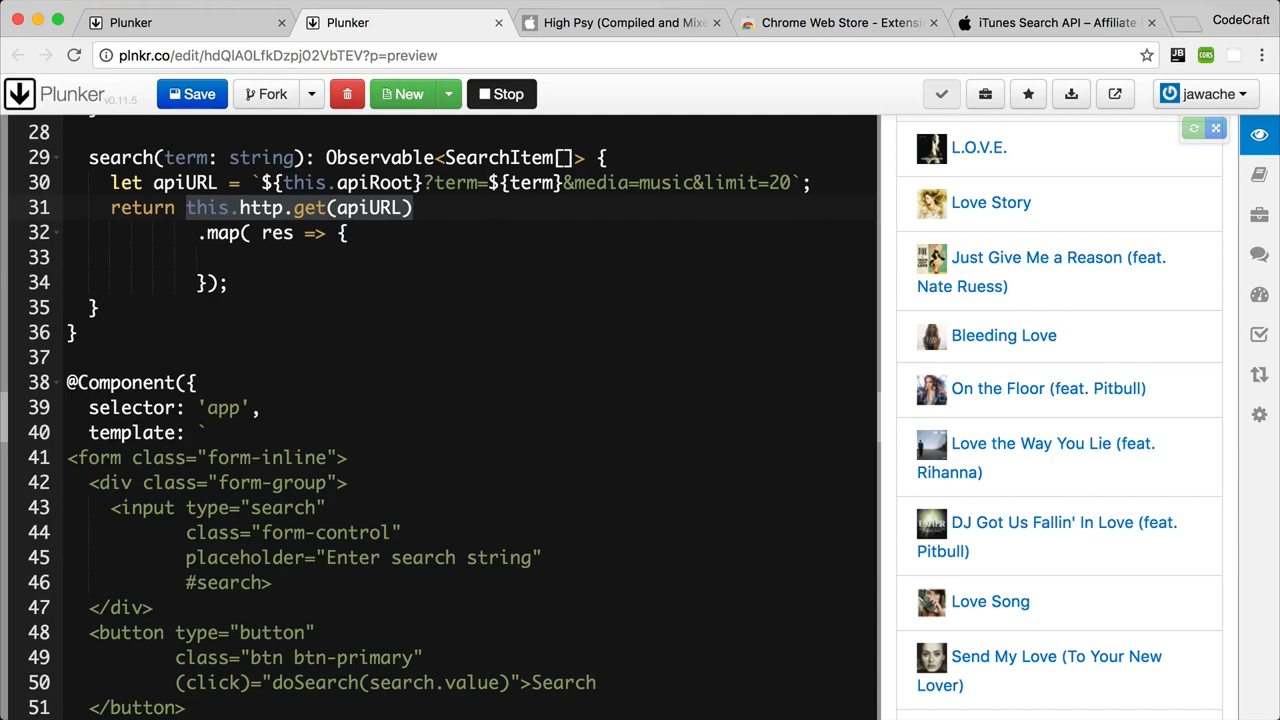 Plunker
Plunker
High Psy (Compiled and Mixe
Chrome Web Store - Extensi
iTunes Search API – Affiliate
CodeCraft
plnkr.co/edit/hdQlA0LfkDzpj02VbTEV?p=preview
JB
CORS
Plunker v0.11.5
Save
Fork
New
Stop
jawache
28
29 search(term: string): Observable<SearchItem[]> {
30 let apiURL = `${this.apiRoot}?term=${term}&media=music&limit=20`;
31 return this.http.get(apiURL)
32 .map( res => {
33
34 });
35 }
36 }
37
38 @Component({
39 selector: 'app',
40 template: `
41 <form class="form-inline">
42 <div class="form-group">
43 <input type="search"
44 class="form-control"
45 placeholder="Enter search string"
46 #search>
47 </div>
48 <button type="button"
49 class="btn btn-primary"
50 (click)="doSearch(search.value)">Search
51 </button>
L.O.V.E.
Love Story
Just Give Me a Reason (feat.
Nate Ruess)
Bleeding Love
On the Floor (feat. Pitbull)
Love the Way You Lie (feat.
Rihanna)
DJ Got Us Fallin' In Love (feat.
Pitbull)
Love Song
Send My Love (To Your New
Lover)